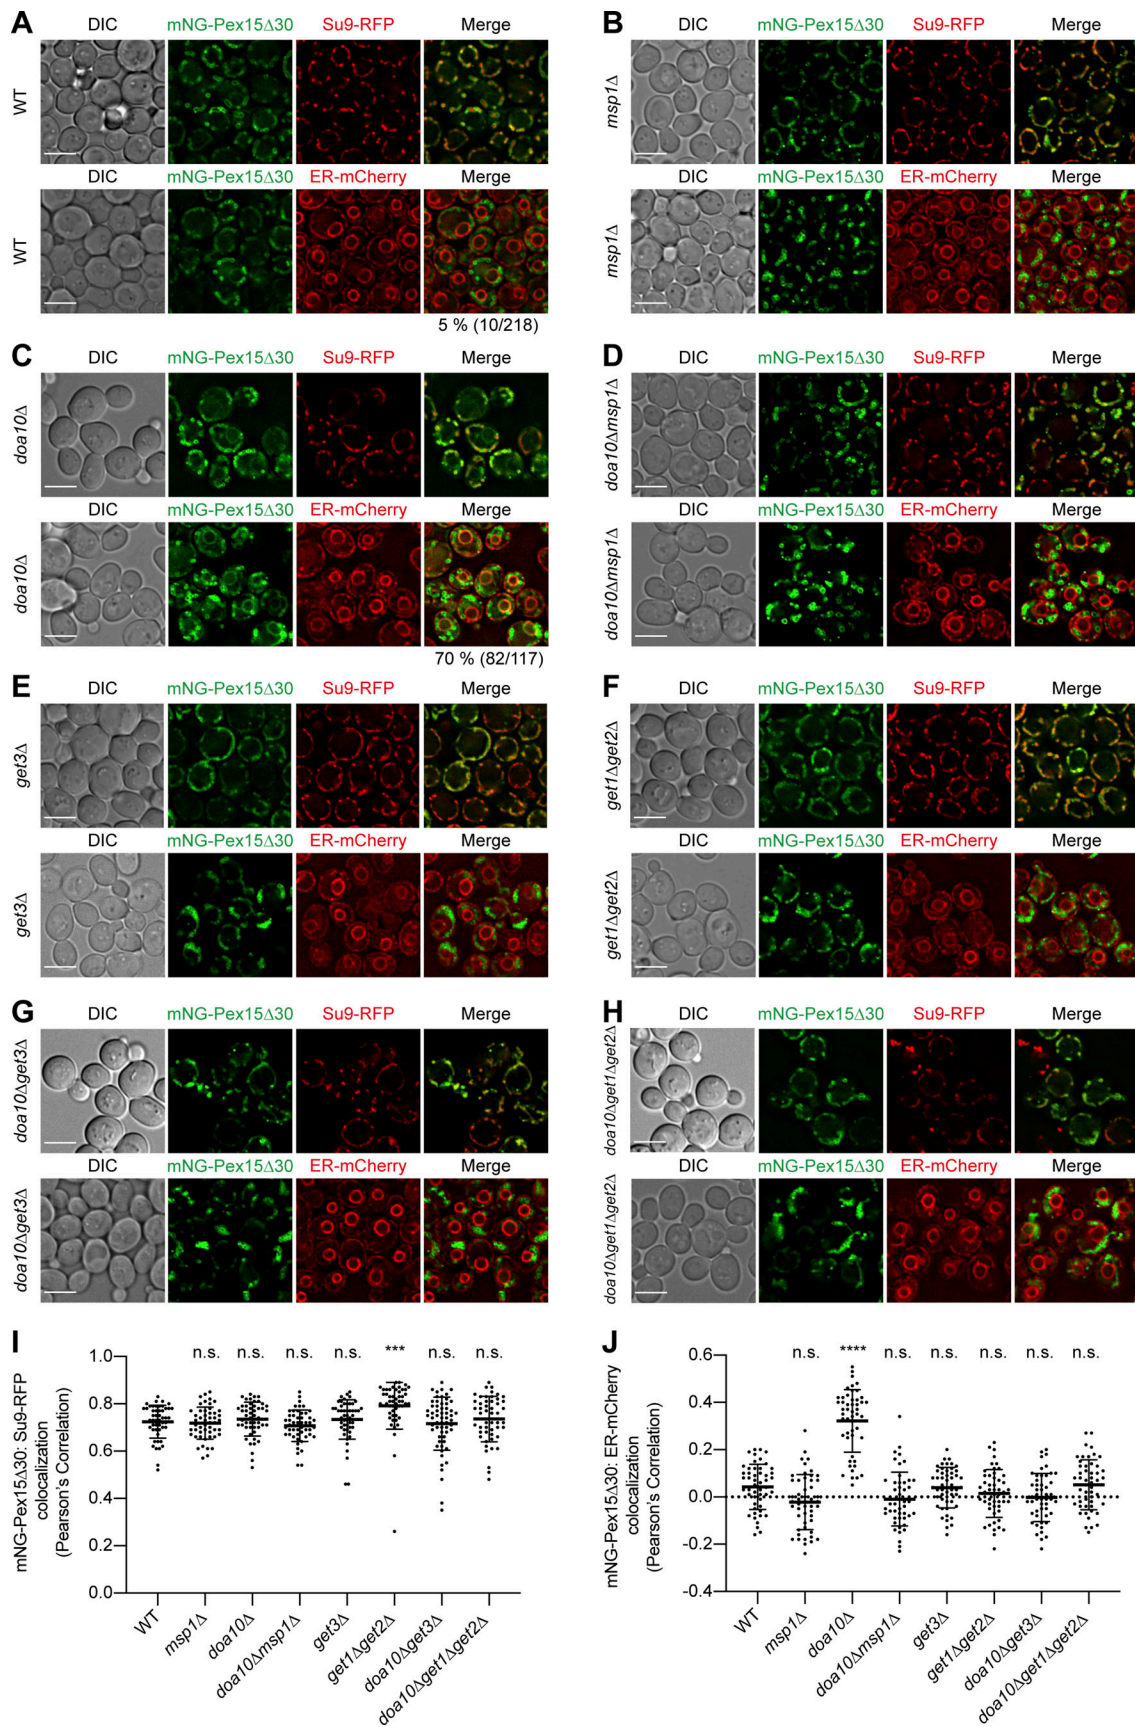 A
DIC mNG-Pex15Δ30 Su9-RFP Merge
WT
DIC mNG-Pex15Δ30 ER-mCherry Merge
WT
5 % (10/218)
B
DIC mNG-Pex15Δ30 Su9-RFP Merge
msp1Δ
DIC mNG-Pex15Δ30 ER-mCherry Merge
msp1Δ
C
DIC mNG-Pex15Δ30 Su9-RFP Merge
doa10Δ
DIC mNG-Pex15Δ30 ER-mCherry Merge
doa10Δ
70 % (82/117)
D
DIC mNG-Pex15Δ30 Su9-RFP Merge
doa10Δmsp1Δ
DIC mNG-Pex15Δ30 ER-mCherry Merge
doa10Δmsp1Δ
E
DIC mNG-Pex15Δ30 Su9-RFP Merge
get3Δ
DIC mNG-Pex15Δ30 ER-mCherry Merge
get3Δ
F
DIC mNG-Pex15Δ30 Su9-RFP Merge
get1Δget2Δ
DIC mNG-Pex15Δ30 ER-mCherry Merge
get1Δget2Δ
G
DIC mNG-Pex15Δ30 Su9-RFP Merge
doa10Δget3Δ
DIC mNG-Pex15Δ30 ER-mCherry Merge
doa10Δget3Δ
H
DIC mNG-Pex15Δ30 Su9-RFP Merge
doa10Δget1Δget2Δ
DIC mNG-Pex15Δ30 ER-mCherry Merge
doa10Δget1Δget2Δ
I
mNG-Pex15Δ30: Su9-RFP
colocalization
(Pearson's Correlation)
n.s. n.s. n.s. n.s. *** n.s. n.s.
1.0
0.8
0.6
0.4
0.2
0.0
WT
msp1Δ
doa10Δ
doa10Δmsp1Δ
get3Δ
get1Δget2Δ
doa10Δget3Δ
doa10Δget1Δget2Δ
J
mNG-Pex15Δ30: ER-mCherry
colocalization
(Pearson's Correlation)
n.s. **** n.s. n.s. n.s. n.s. n.s.
0.6
0.4
0.2
0.0
-0.2
-0.4
WT
msp1Δ
doa10Δ
doa10Δmsp1Δ
get3Δ
get1Δget2Δ
doa10Δget3Δ
doa10Δget1Δget2Δ